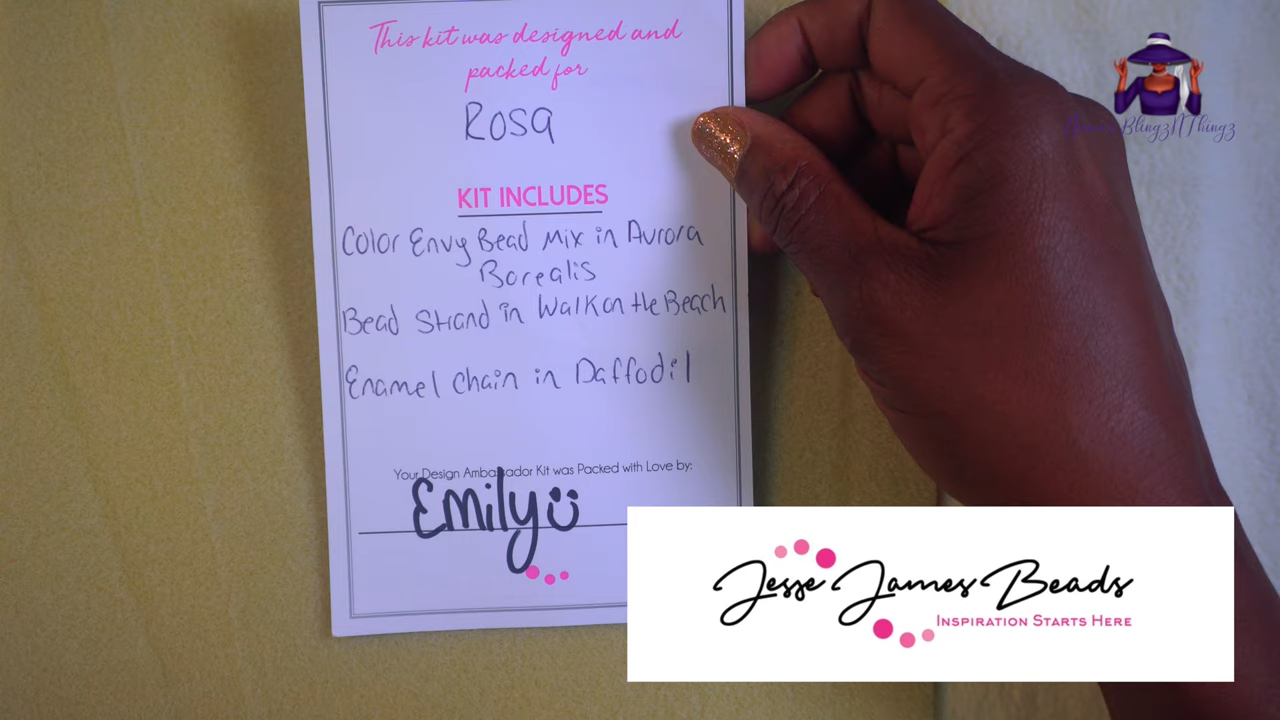 This kit was designed and
packed for
Rosa
KIT INCLUDES
Color Envy Bead Mix in Aurora
Borealis
Bead Strand in Walk on the Beach
Enamel Chain in Daffodil
Your Design Ambassador Kit was Packed with Love by:
Emily
Jesse James Beads
INSPIRATION STARTS HERE
BlingzNThingz